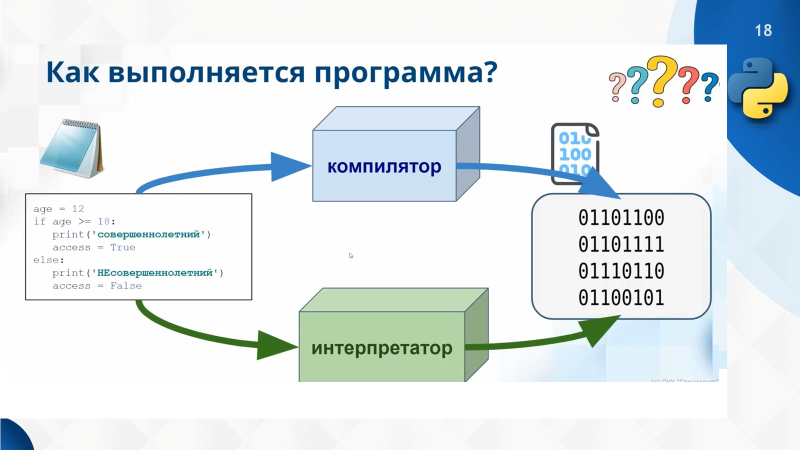 18
Как выполняется программа?
010
100
010
компилятор
age = 12
if age >= 18:
print('совершеннолетний')
access = True
else:
print('НЕсовершеннолетний')
access = False
01101100
01101111
01110110
01100101
интерпретатор